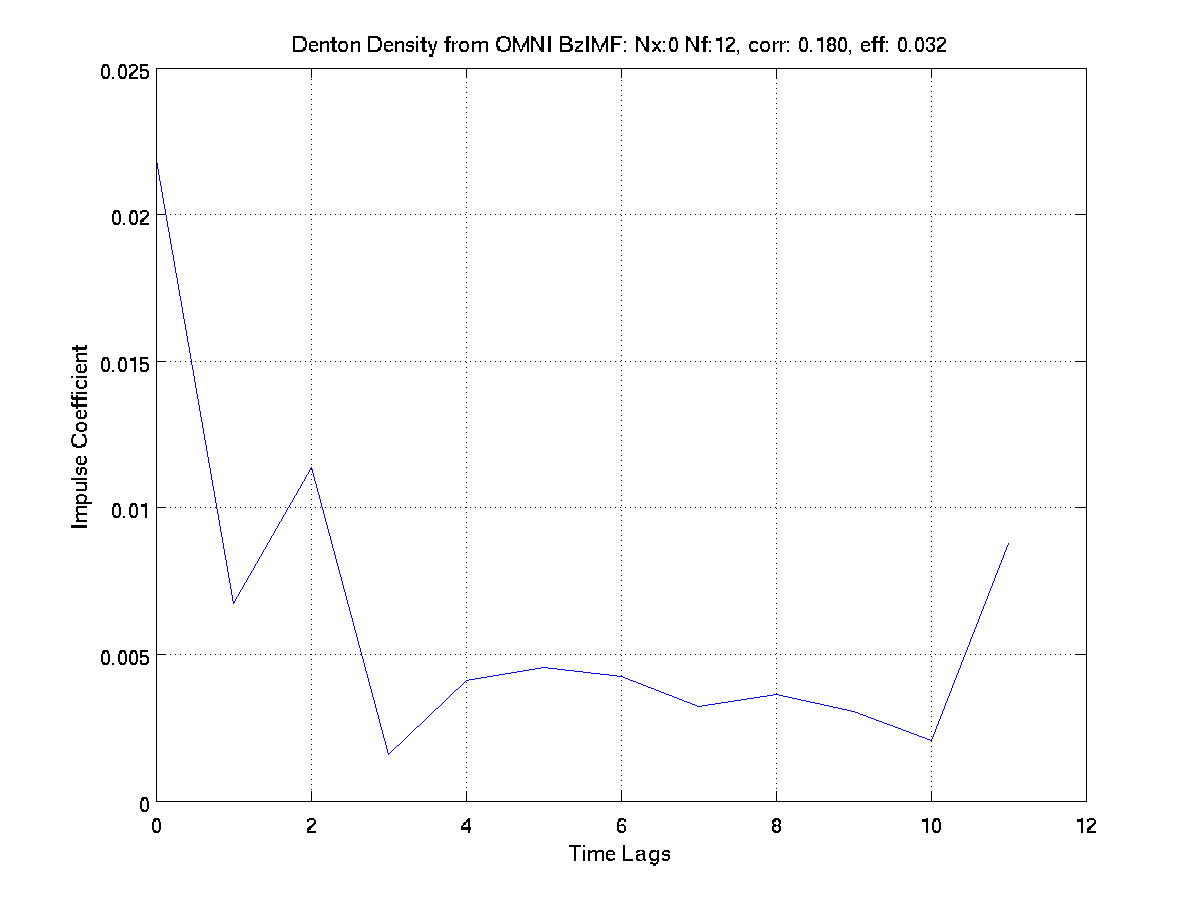 Denton Density from OMNI BzIMF: Nx:0 Nf:12, corr: 0.180, eff: 0.032
0.025
0.02
0.015
0.01
0.005
0
Impulse Coefficient
0 2 4 6 8 10 12
Time Lags